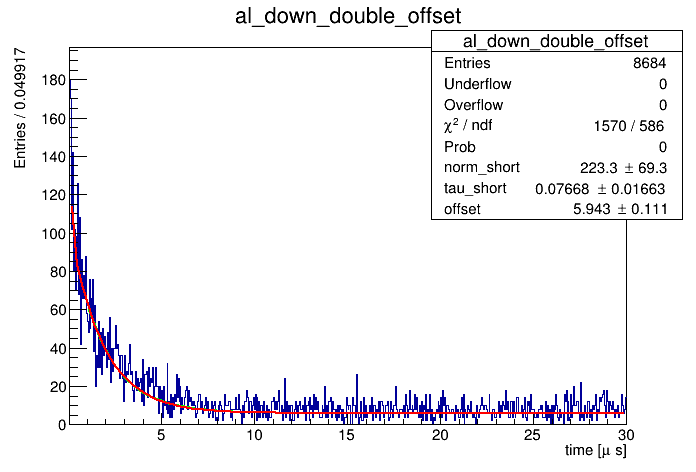 al_down_double_offset
al_down_double_offset
Entries 8684
Underflow 0
Overflow 0
χ² / ndf 1570 / 586
Prob 0
norm_short 223.3 ± 69.3
tau_short 0.07668 ± 0.01663
offset 5.943 ± 0.111
Entries / 0.049917
180
160
140
120
100
80
60
40
20
0
5 10 15 20 25 30
time [μ s]